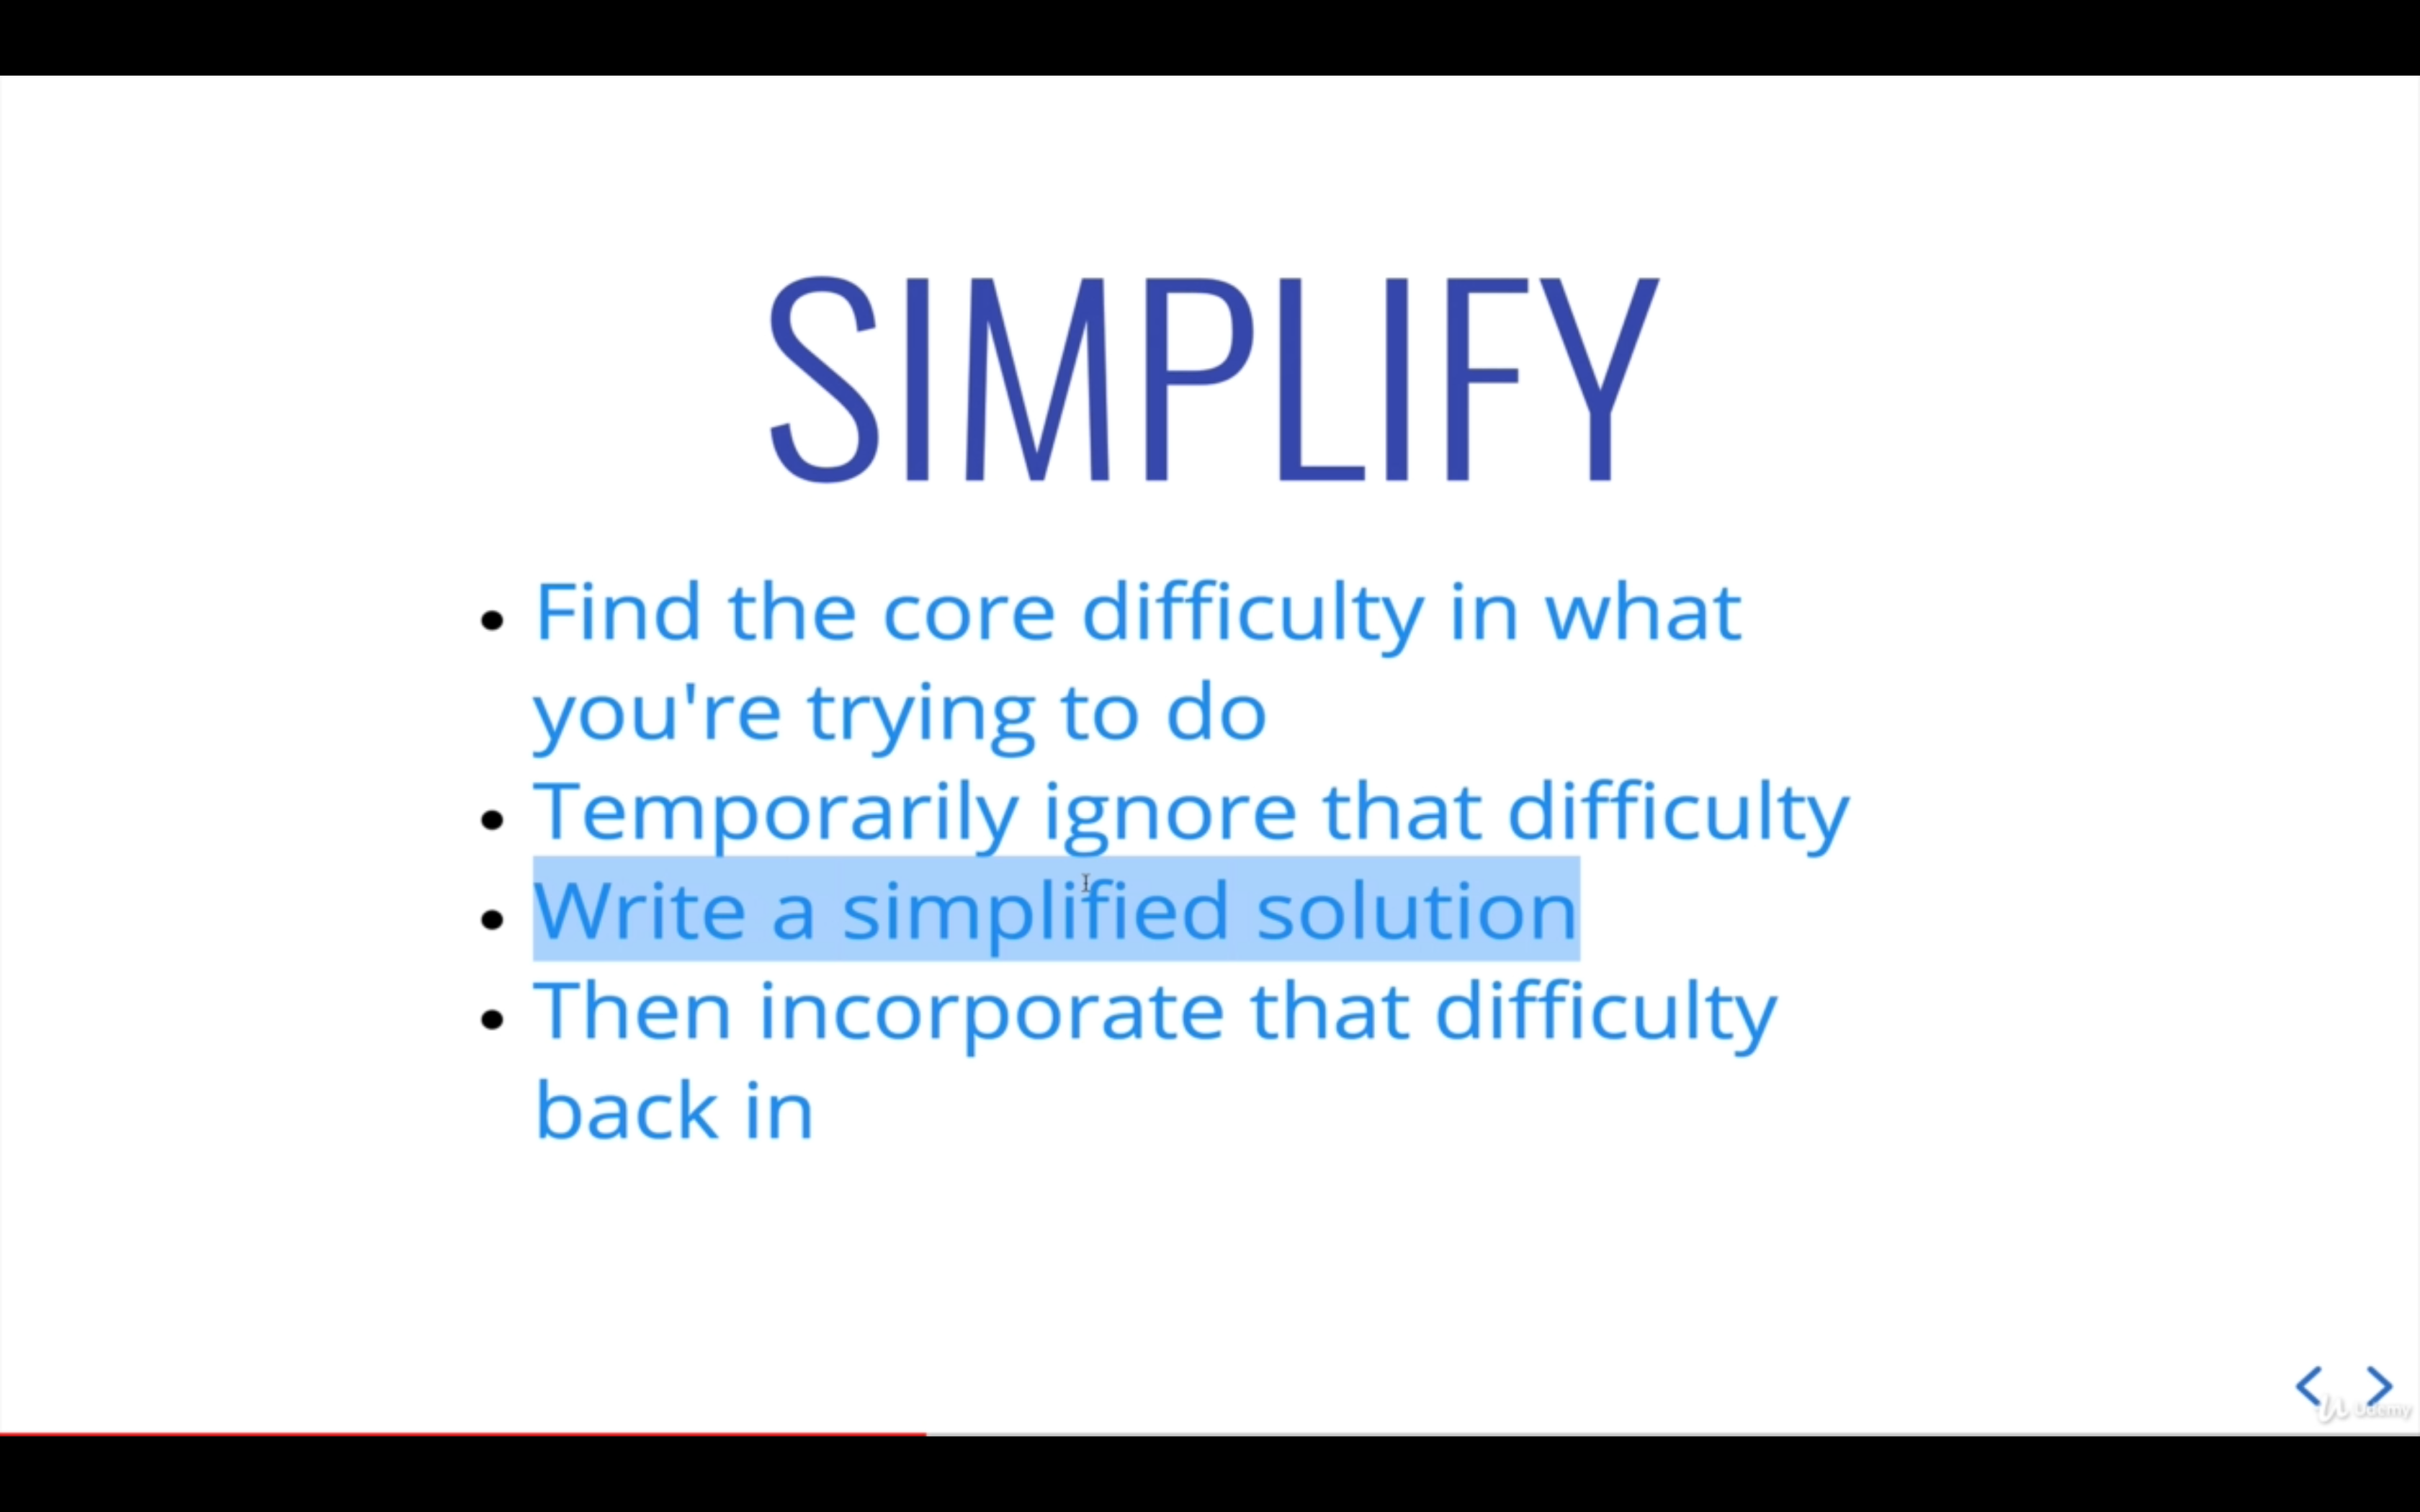 SIMPLIFY
Find the core difficulty in what
you're trying to do
Temporarily ignore that difficulty
Write a simplified solution
Then incorporate that difficulty
back in
Udemy